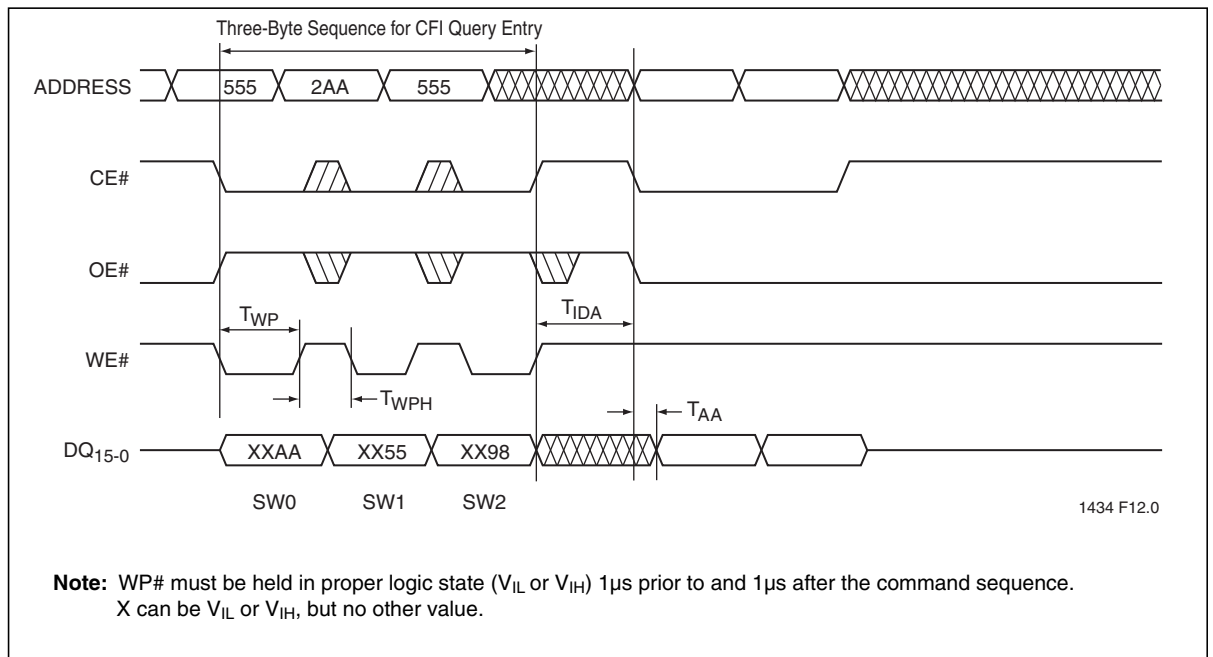 Three-Byte Sequence for CFI Query Entry
ADDRESS 555 2AA 555
CE#
OE#
TWP TIDA
WE#
TWPH TAA
DQ15-0 XXAA XX55 XX98
SW0 SW1 SW2
1434 F12.0
Note: WP# must be held in proper logic state (VIL or VIH) 1µs prior to and 1µs after the command sequence.
X can be VIL or VIH, but no other value.